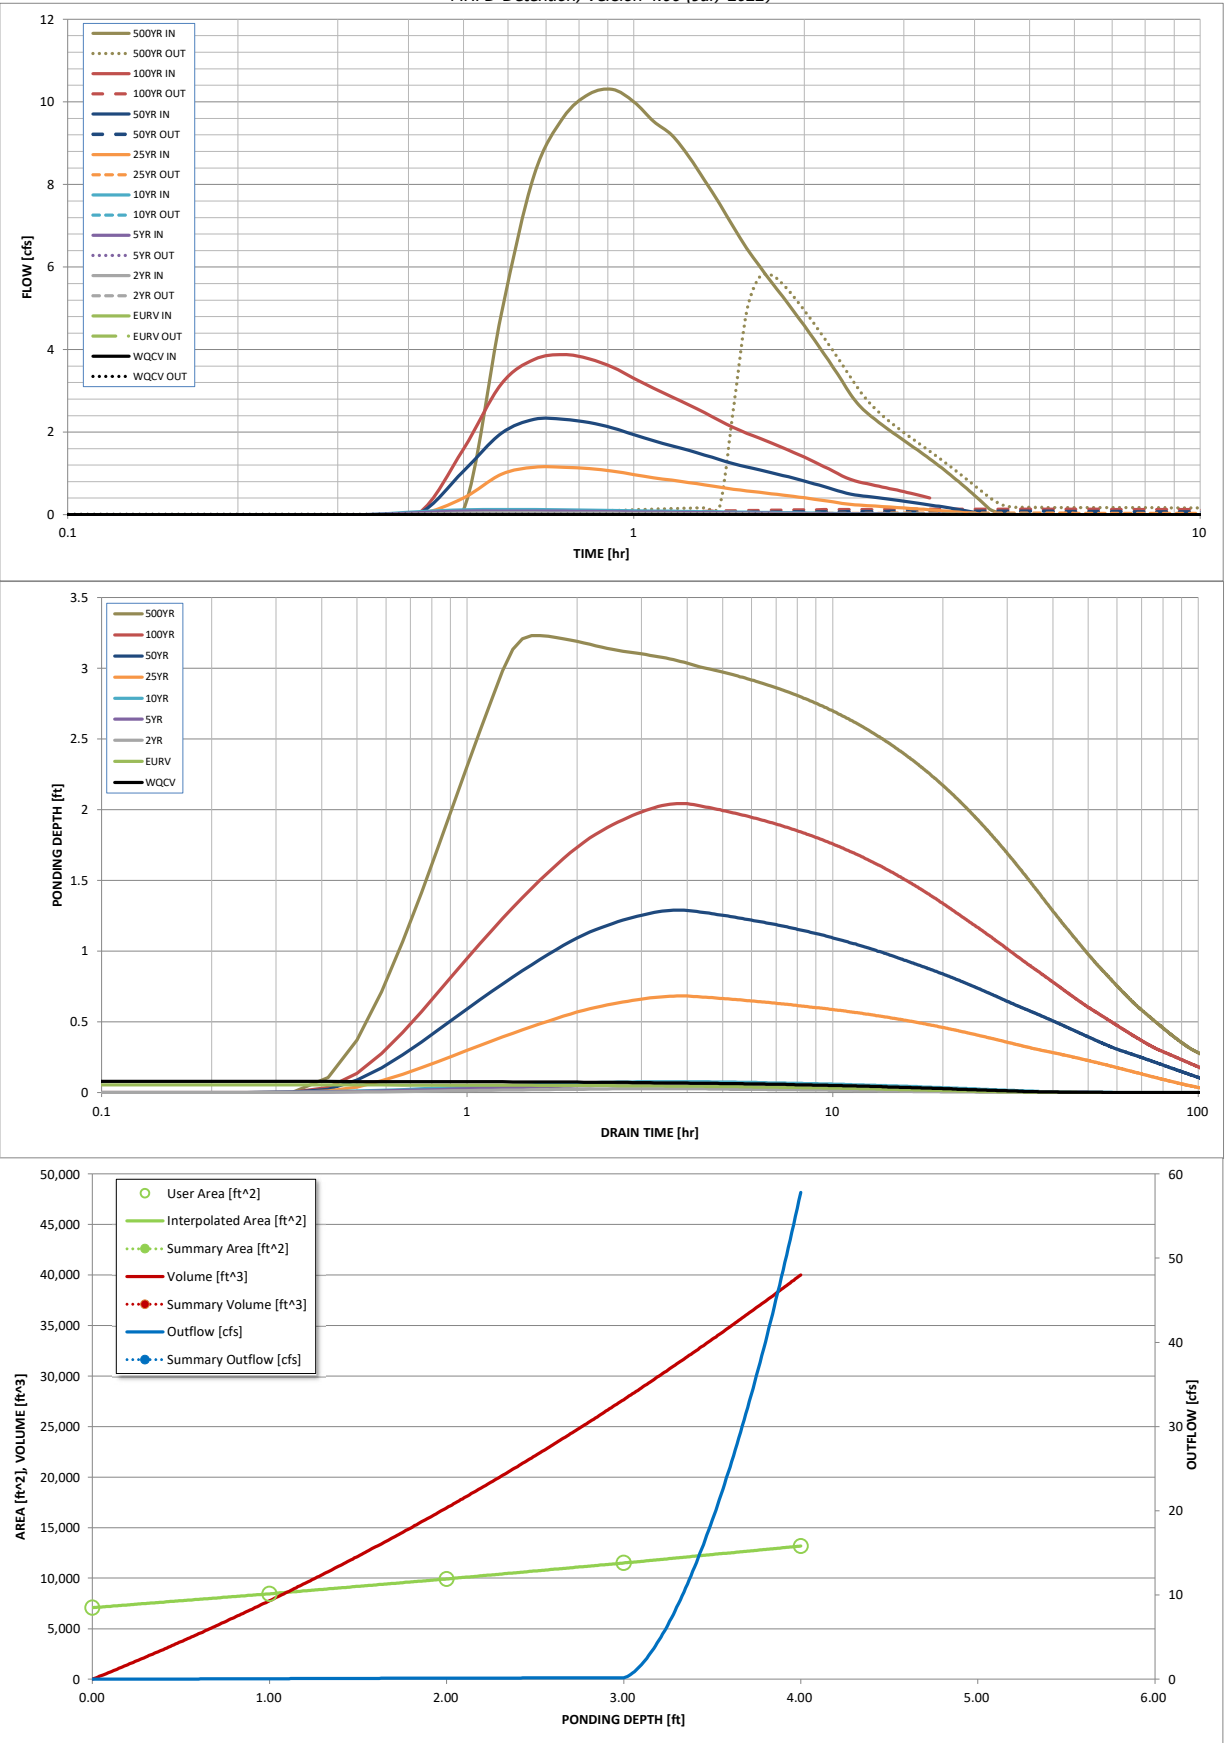 12
10
8
6
4
2
0
FLOW [cfs]
500YR IN
500YR OUT
100YR IN
100YR OUT
50YR IN
50YR OUT
25YR IN
25YR OUT
10YR IN
10YR OUT
5YR IN
5YR OUT
2YR IN
2YR OUT
EURV IN
EURV OUT
WQCV IN
WQCV OUT
0.1 1 10
TIME [hr]
3.5
3
2.5
2
1.5
1
0.5
0
PONDING DEPTH [ft]
500YR
100YR
50YR
25YR
10YR
5YR
2YR
EURV
WQCV
0.1 1 10 100
DRAIN TIME [hr]
50,000
45,000
40,000
35,000
30,000
25,000
20,000
15,000
10,000
5,000
0
AREA [ft^2], VOLUME [ft^3]
User Area [ft^2]
Interpolated Area [ft^2]
Summary Area [ft^2]
Volume [ft^3]
Summary Volume [ft^3]
Outflow [cfs]
Summary Outflow [cfs]
60
50
40
30
20
10
0
OUTFLOW [cfs]
0.00 1.00 2.00 3.00 4.00 5.00 6.00
PONDING DEPTH [ft]